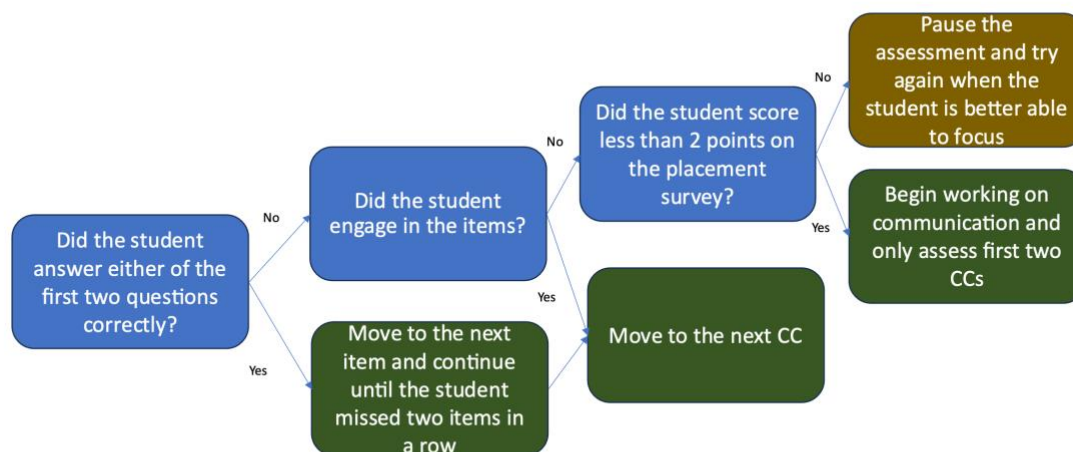 Did the student
answer either of the
first two questions
correctly?
No
Yes
Did the student
engage in the items?
No
Yes
Move to the next
item and continue
until the student
missed two items in
a row
Did the student score
less than 2 points on
the placement
survey?
No
Yes
Move to the next CC
Pause the
assessment and try
again when the
student is better able
to focus
Begin working on
communication and
only assess first two
CCs